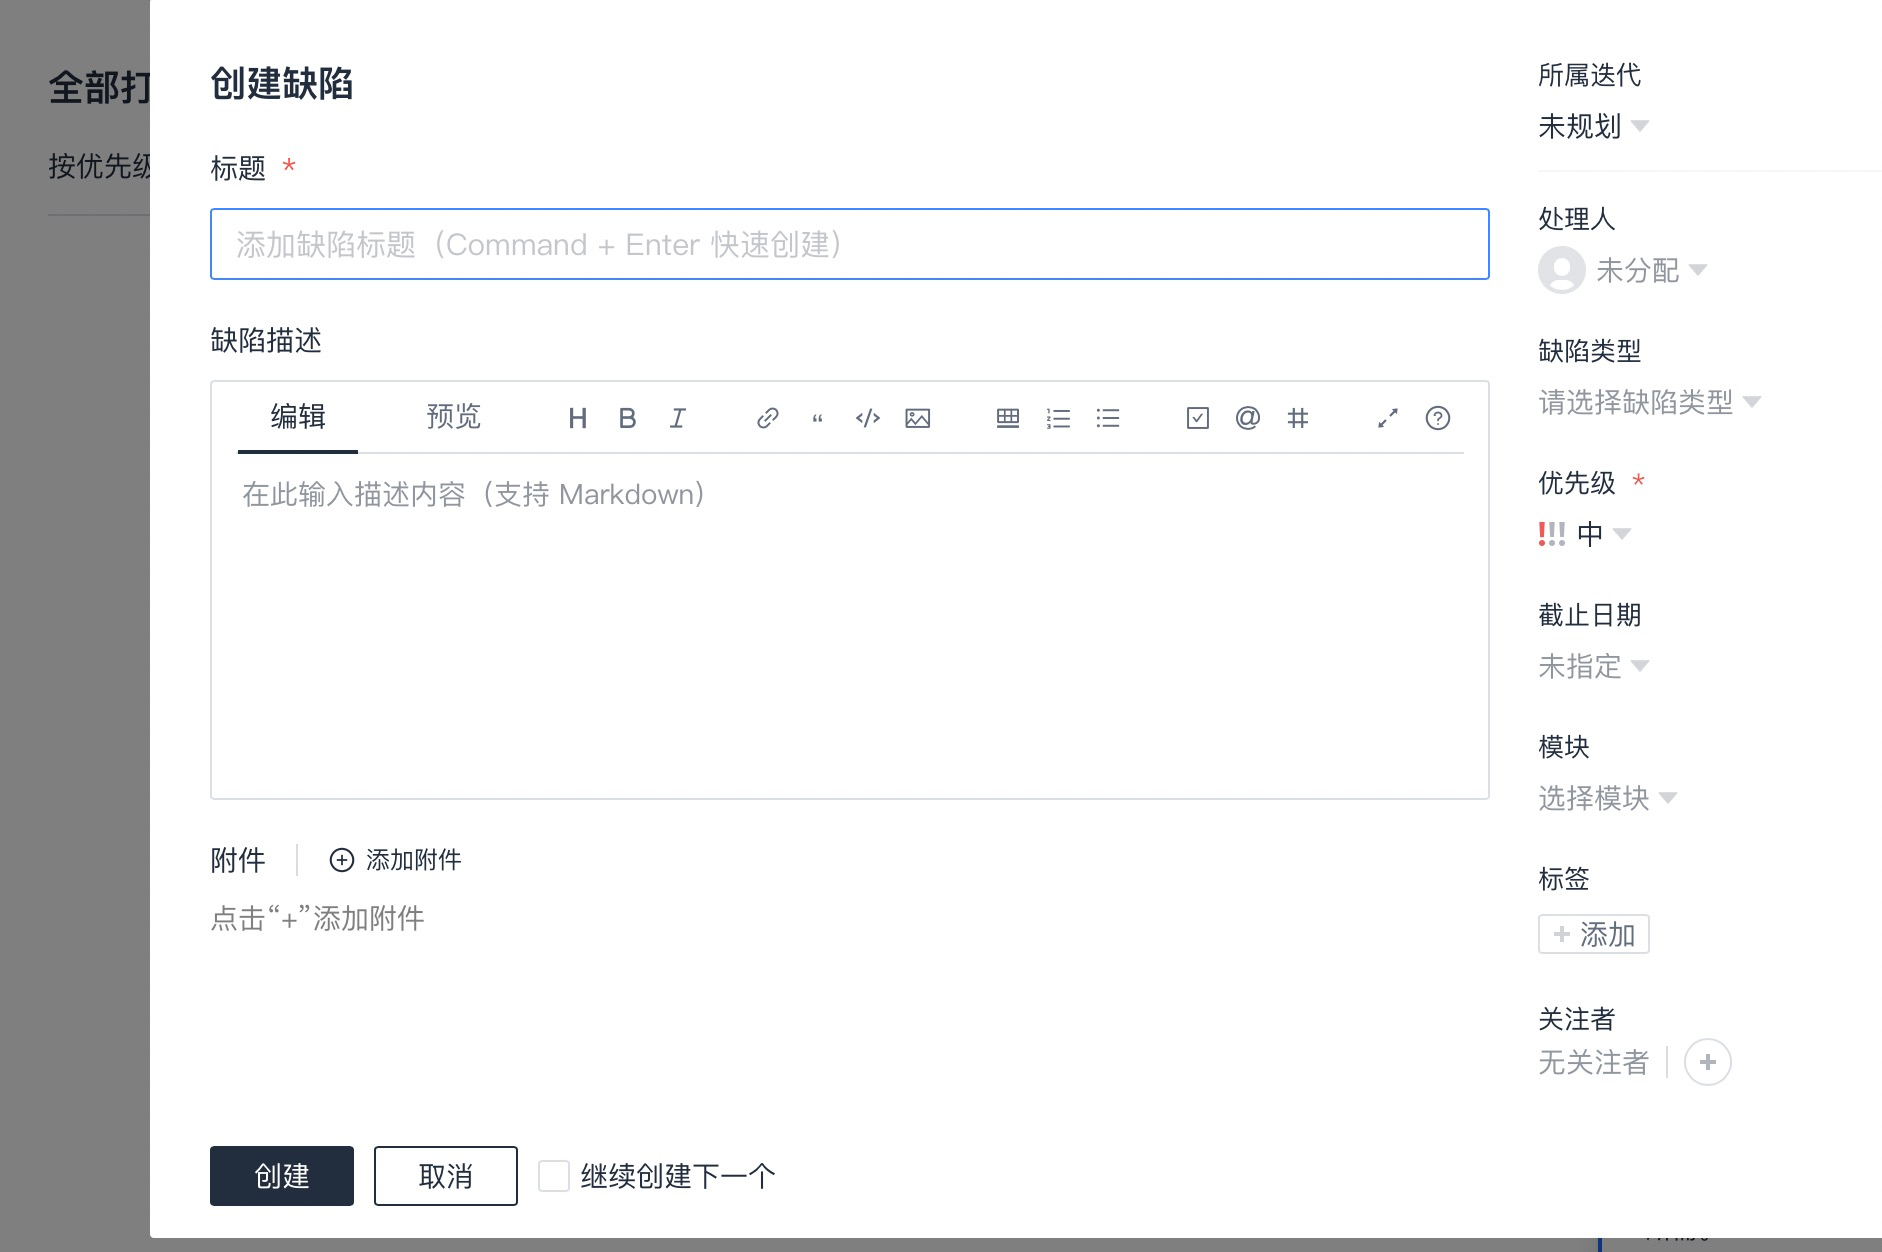 全部打
按优先级
创建缺陷
标题 *
添加缺陷标题（Command + Enter 快速创建）
缺陷描述
编辑 预览 H B I “ </> @ # ?
在此输入描述内容（支持 Markdown）
附件 添加附件
点击“+”添加附件
创建 取消 继续创建下一个
所属迭代
未规划
处理人
未分配
缺陷类型
请选择缺陷类型
优先级 *
!!! 中
截止日期
未指定
模块
选择模块
标签
+ 添加
关注者
无关注者 +